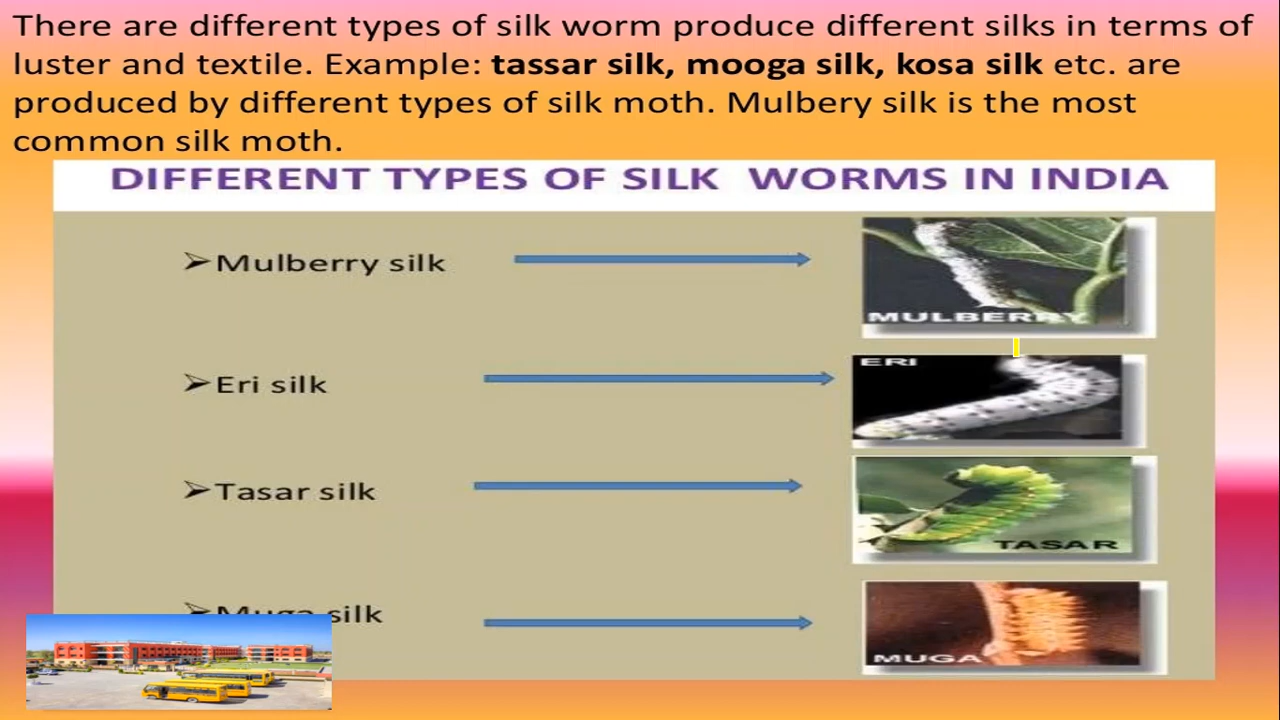 There are different types of silk worm produce different silks in terms of
luster and textile. Example: tassar silk, mooga silk, kosa silk etc. are
produced by different types of silk moth. Mulbery silk is the most
common silk moth.
DIFFERENT TYPES OF SILK WORMS IN INDIA
➢Mulberry silk
MULBERRY
➢Eri silk
ERI
➢Tasar silk
TASAR
➢Muga silk
MUGA